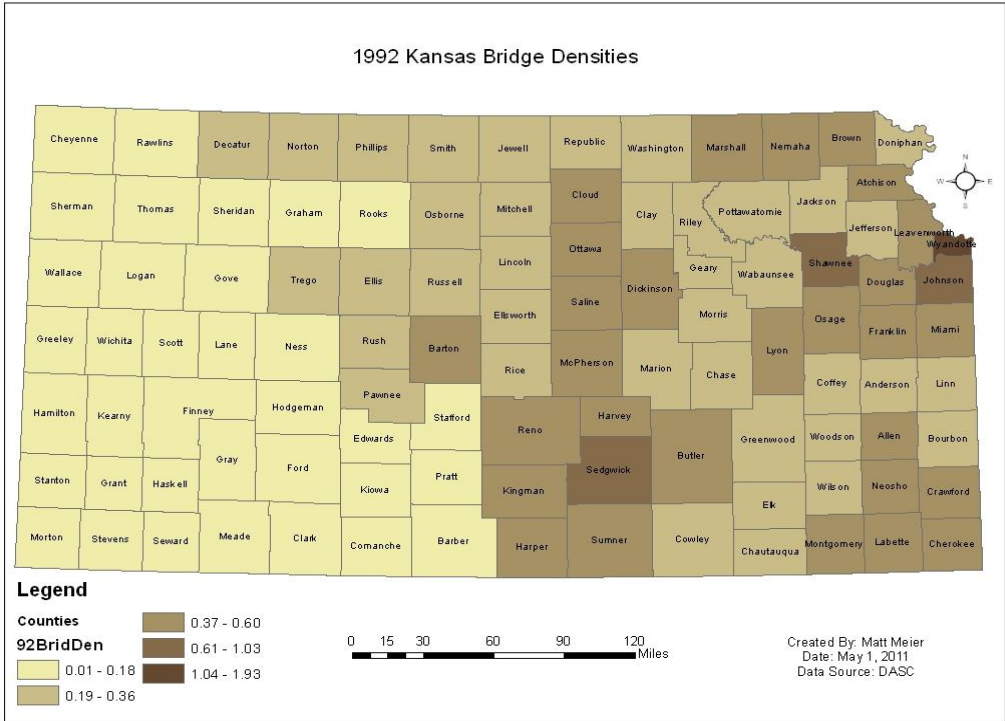 1992 Kansas Bridge Densities
Cheyenne Rawlins Decatur Norton Phillips Smith Jewell Republic Washington Marshall Nemaha Brown Doniphan
Atchison
N
W E
S
Sherman Thomas Sheridan Graham Rooks Osborne Mitchell Cloud Clay Riley Pottawatomie Jackson
Jefferson Leavenworth
Wyandotte
Wallace Logan Gove Trego Ellis Russell Lincoln Ottawa Dickinson Geary Wabaunsee Shawnee Douglas Johnson
Ellsworth Saline Morris
Greeley Wichita Scott Lane Ness Rush Barton Rice McPherson Marion Chase Lyon Osage Franklin Miami
Pawnee Coffey Anderson Linn
Hamilton Kearny Finney Hodgeman Stafford Reno Harvey
Edwards Butler Greenwood Woodson Allen Bourbon
Gray Ford Sedgwick
Stanton Grant Haskell Kiowa Pratt Kingman Elk Wilson Neosho Crawford
Morton Stevens Seward Meade Clark Comanche Barber Harper Sumner Cowley Chautauqua Montgomery Labette Cherokee
Legend
Counties
92BridDen
0.01 - 0.18
0.19 - 0.36
0.37 - 0.60
0.61 - 1.03
1.04 - 1.93
0 15 30 60 90 120
Miles
Created By: Matt Meier
Date: May 1, 2011
Data Source: DASC